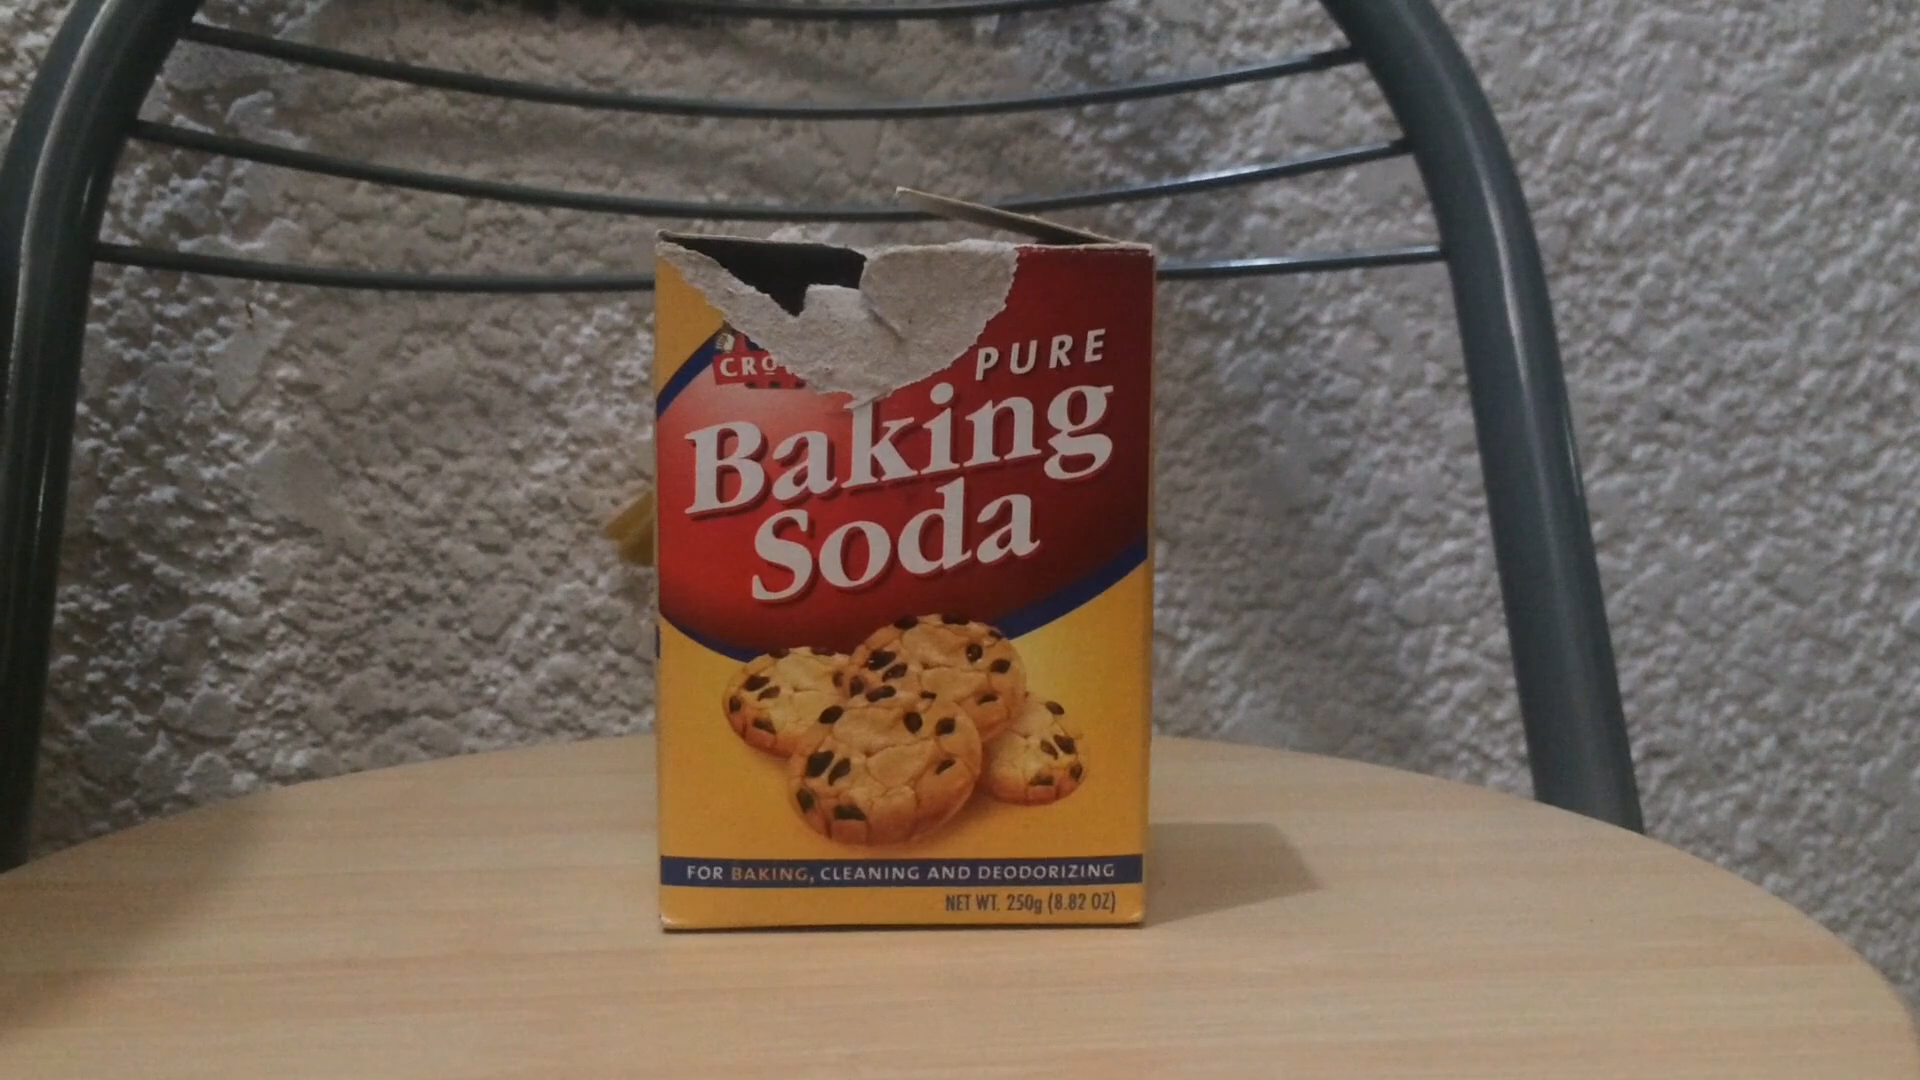 PURE
Baking
Soda
FOR BAKING, CLEANING AND DEODORIZING
NET WT. 250g (8.82 OZ)